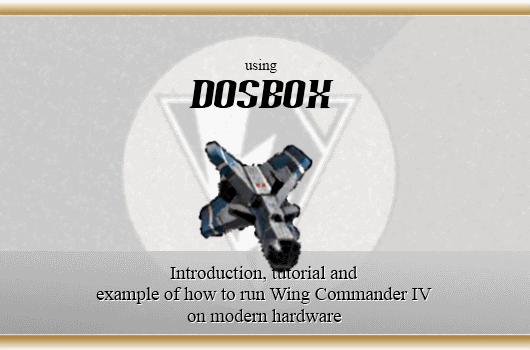 using
DOSBOX
Introduction, tutorial and
example of how to run Wing Commander IV
on modern hardware